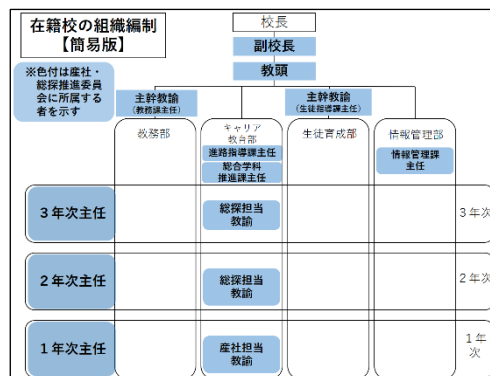 在籍校の組織編制
【簡易版】
※色付は産社・
総探推進委員
会に所属する
者を示す
校長
副校長
教頭
主幹教諭
(教務課主任)
主幹教諭
(生徒指導課主任)
教務部
キャリア
教育部
進路指導課主任
総合学科
推進課主任
生徒育成部
情報管理部
情報管理課
主任
3年次主任
総探担当
教諭
3年次
2年次主任
総探担当
教諭
2年次
1年次主任
産社担当
教諭
1年
次